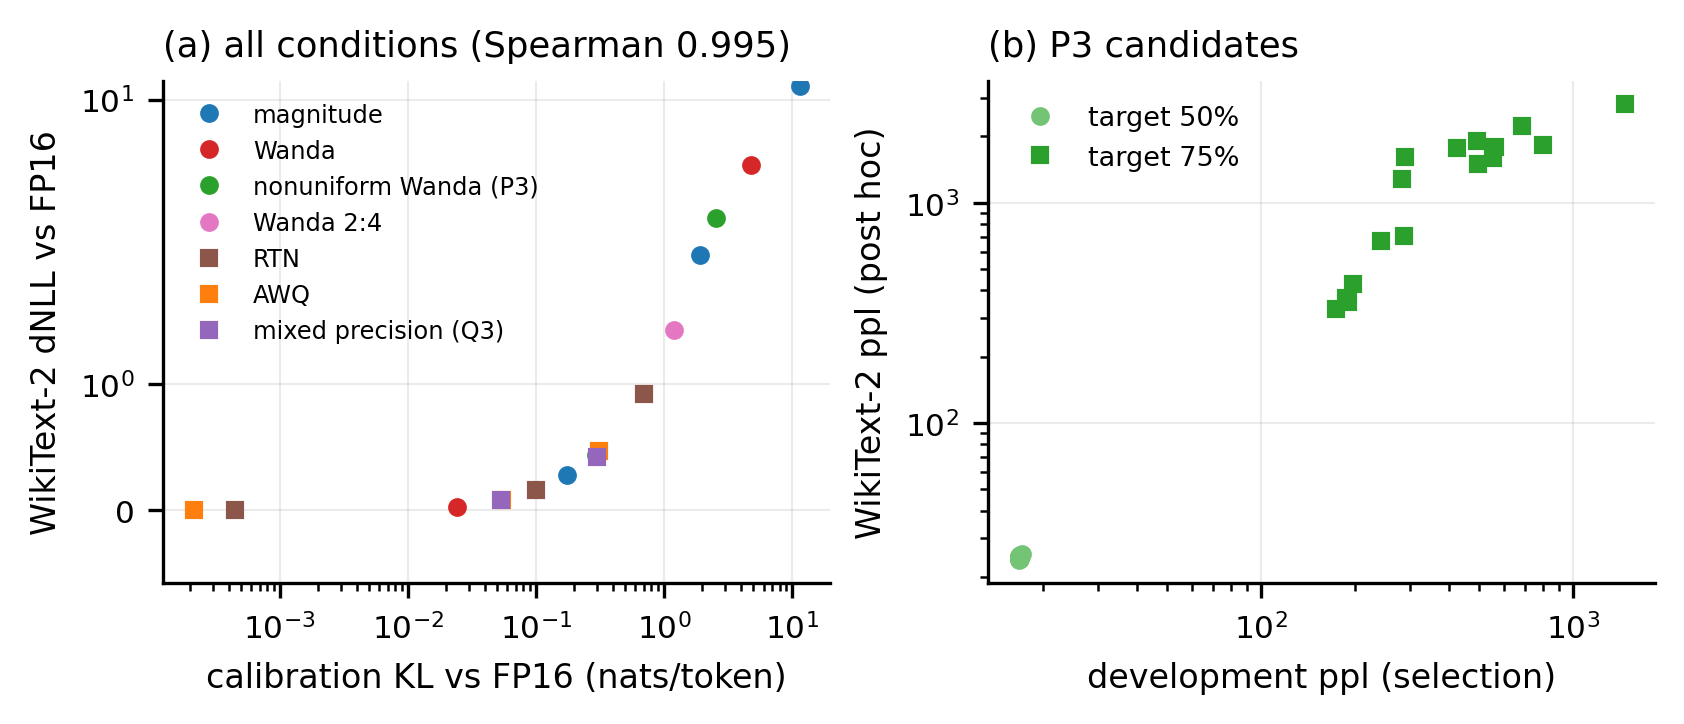 (a) all conditions (Spearman 0.995)
WikiText-2 dNLL vs FP16
10¹
10⁰
0
magnitude
Wanda
nonuniform Wanda (P3)
Wanda 2:4
RTN
AWQ
mixed precision (Q3)
10⁻³ 10⁻² 10⁻¹ 10⁰ 10¹
calibration KL vs FP16 (nats/token)
(b) P3 candidates
WikiText-2 ppl (post hoc)
10³
10²
target 50%
target 75%
10² 10³
development ppl (selection)